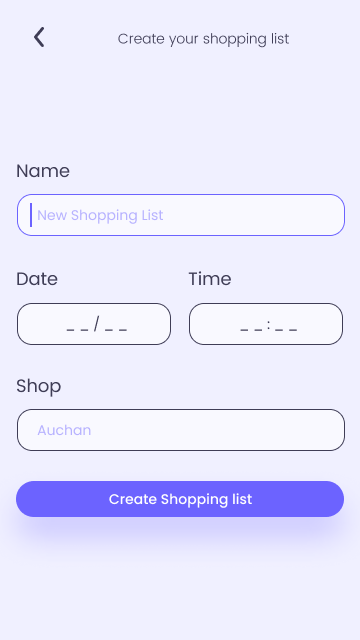 Create your shopping list
Name
New Shopping List
Date Time
_ _ / _ _ _ _ : _ _
Shop
Auchan
Create Shopping list